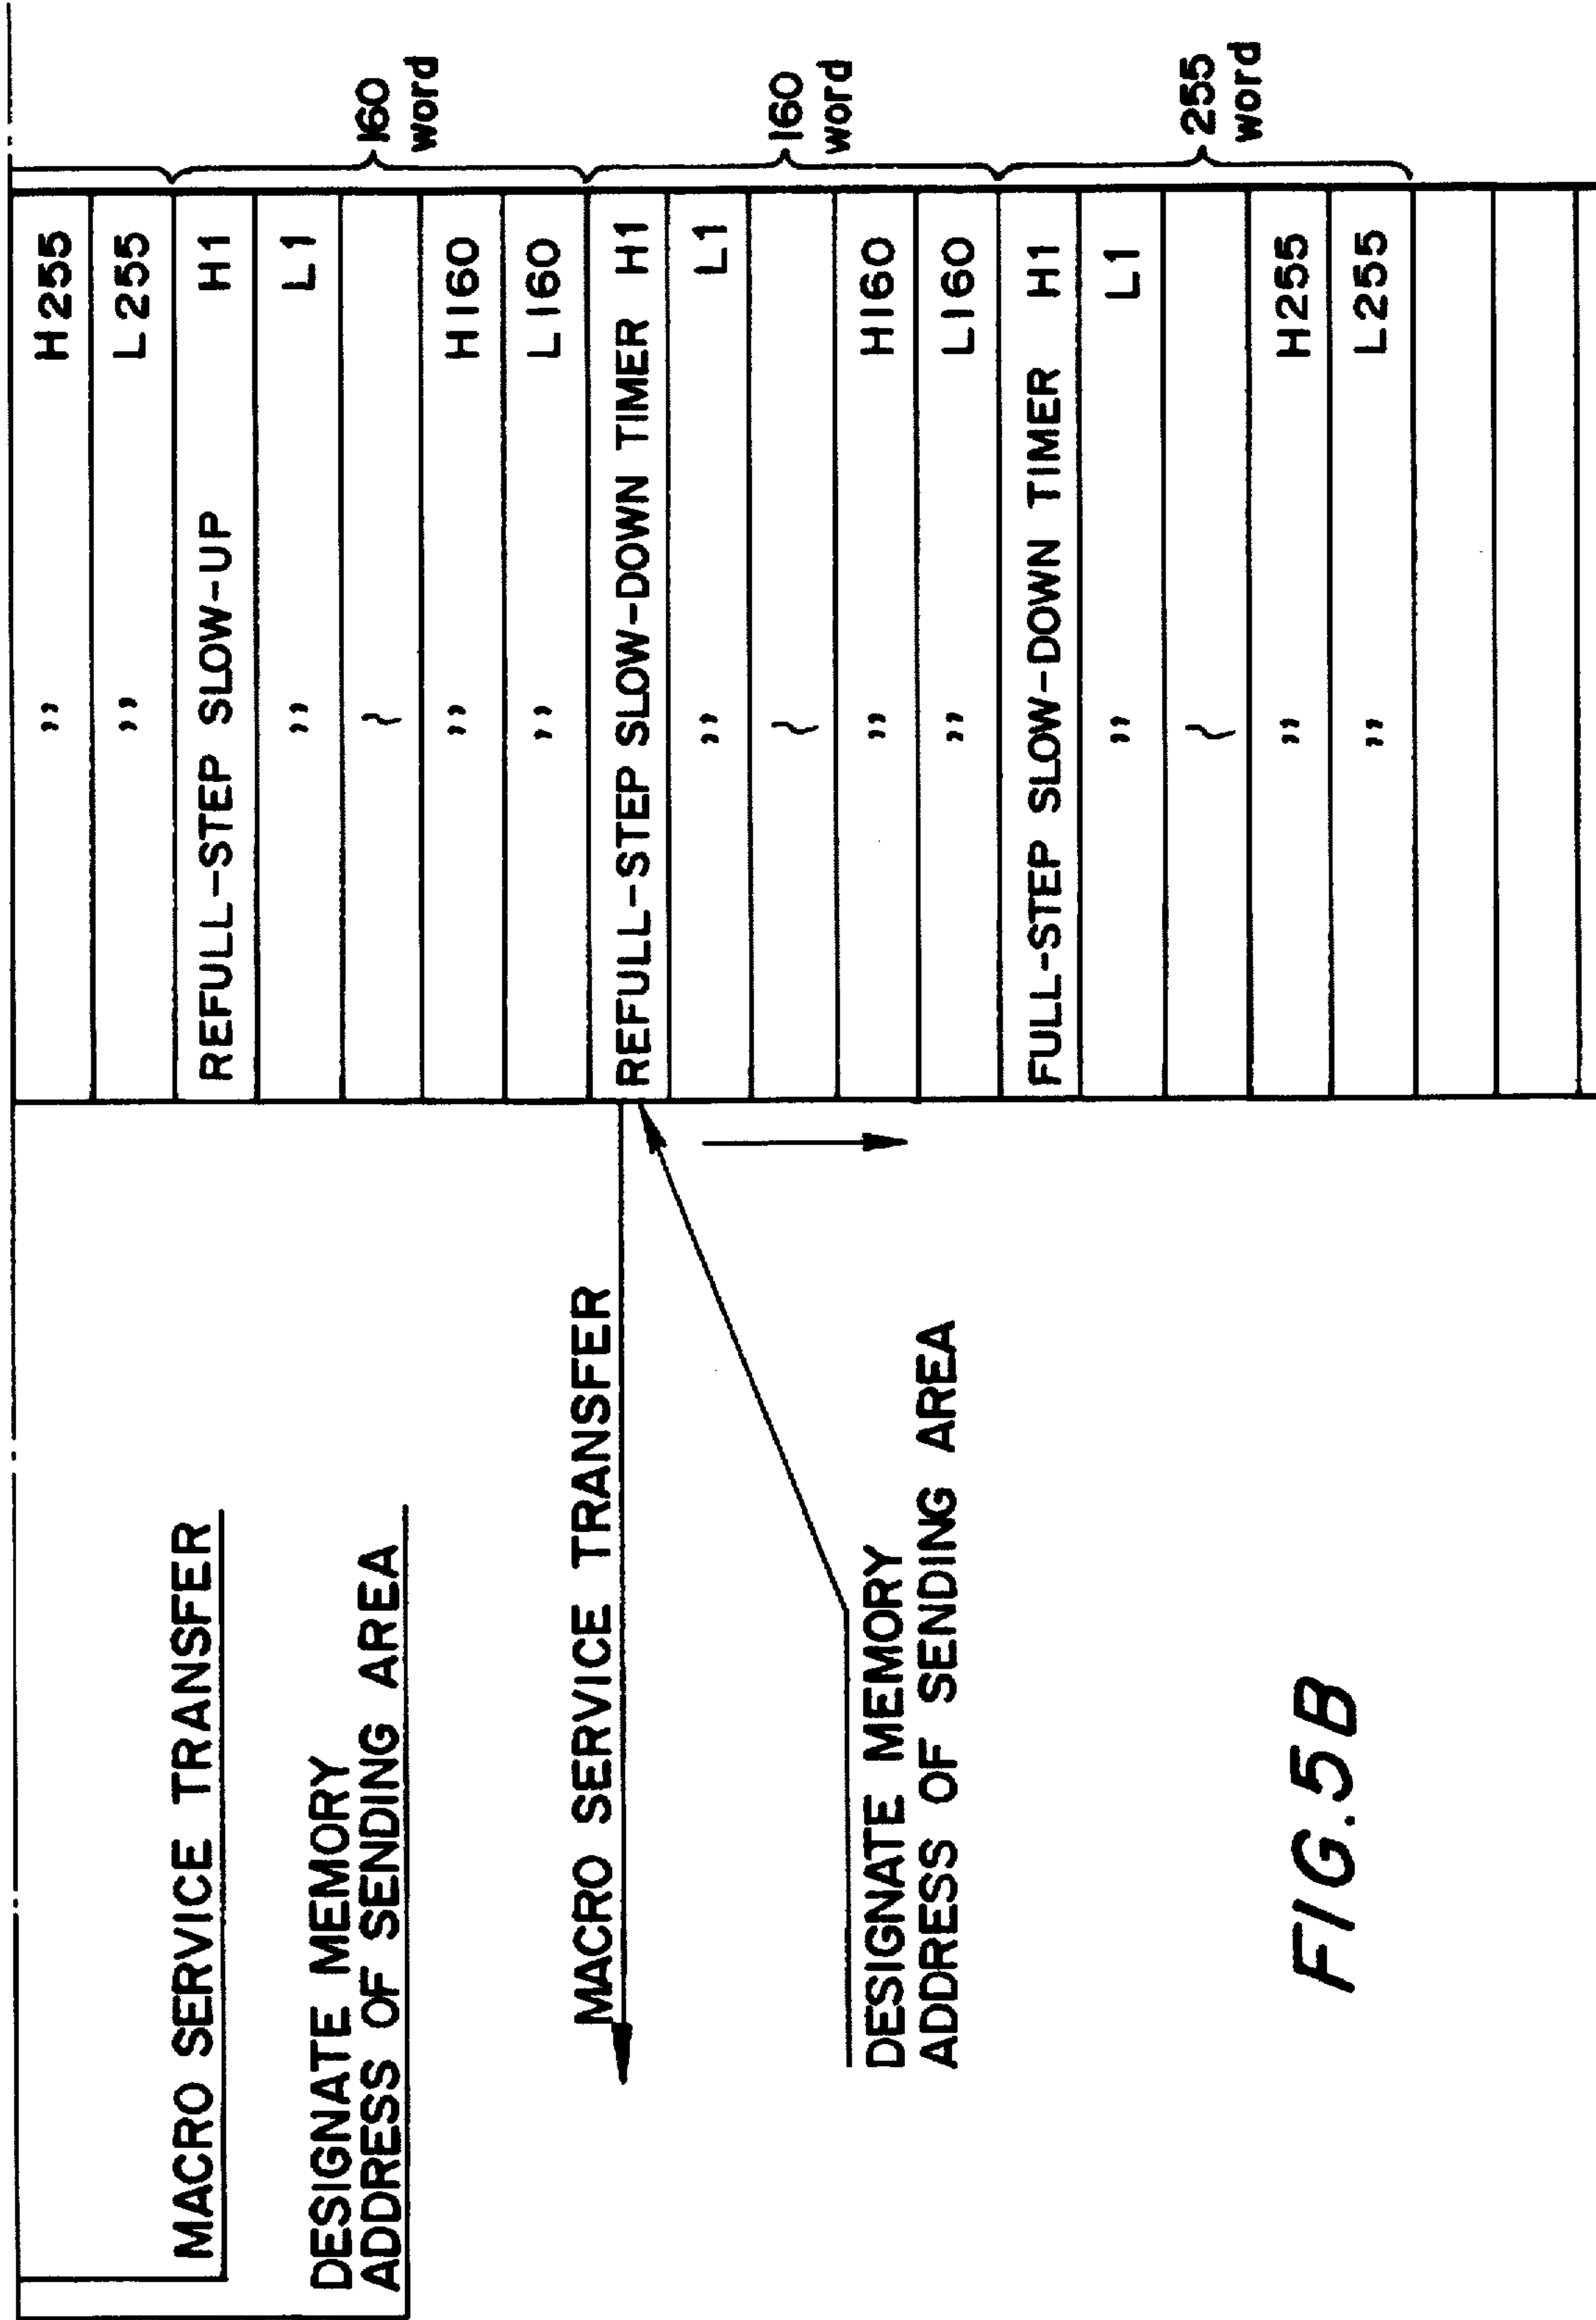 MACRO SERVICE TRANSFER
DESIGNATE MEMORY
ADDRESS OF SENDING AREA
MACRO SERVICE TRANSFER
DESIGNATE MEMORY
ADDRESS OF SENDING AREA
" H255
" L255
REFULL-STEP SLOW-UP H1
" L1
~
" H160
" L160
REFULL-STEP SLOW-DOWN TIMER H1
" L1
~
" H160
" L160
FULL-STEP SLOW-DOWN TIMER H1
" L1
~
" H255
" L255
160
word
160
word
255
word
FIG.5B